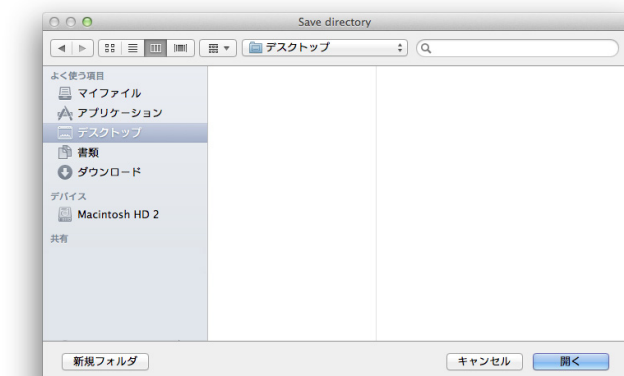 Save directory
デスクトップ
よく使う項目
マイファイル
アプリケーション
デスクトップ
書類
ダウンロード
デバイス
Macintosh HD 2
共有
新規フォルダ
キャンセル
開く